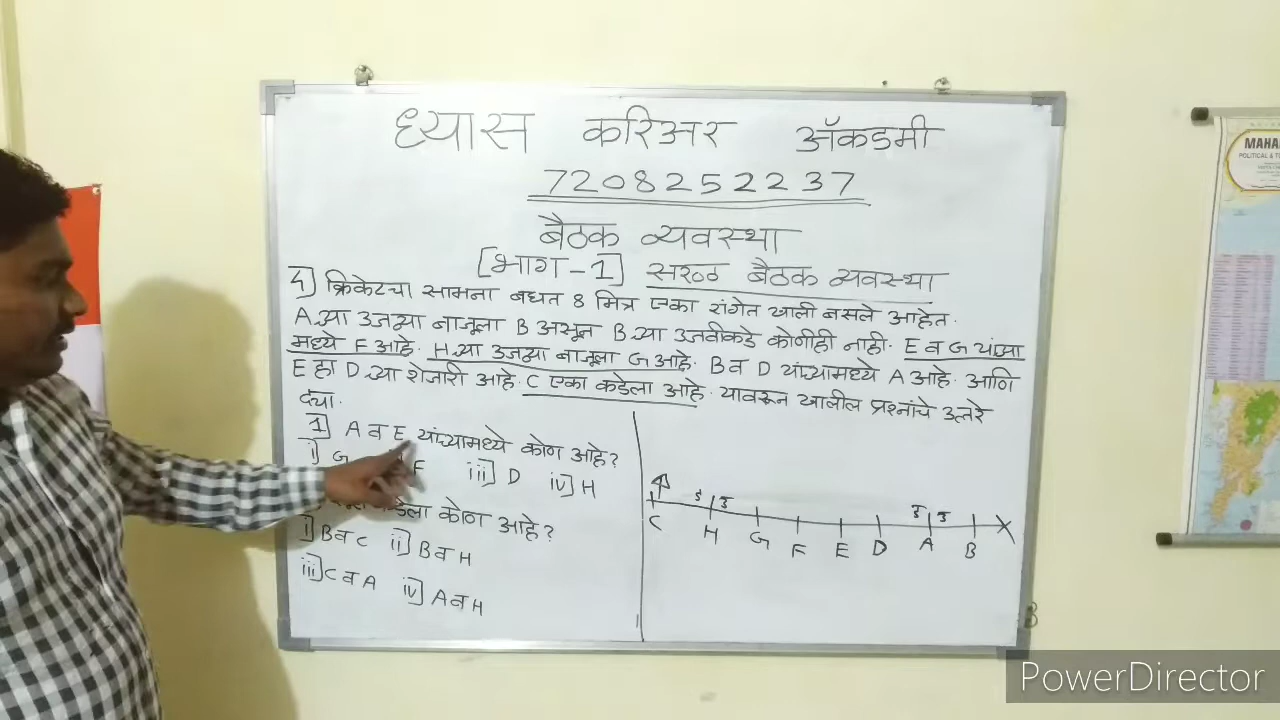 ध्यास करिअर ॲकडमी
7208252237
बैठक व्यवस्था
[भाग-1] सरळ बैठक व्यवस्था
4] क्रिकेटचा सामना बघत 8 मित्र एका रांगेत खाली बसले आहेत.
A च्या उजव्या बाजूला B असून B च्या उजवीकडे कोणीही नाही. E व G यांच्या
मध्ये F आहे. H च्या उजव्या बाजूला G आहे. B व D यांच्यामध्ये A आहे. आणि
E हा D च्या शेजारी आहे. C एका कडेला आहे. यावरून खालील प्रश्नांचे उत्तरे
द्या.
1] A व E यांच्यामध्ये कोण आहे?
i] G F iii] D iv] H
कडेला कोण आहे?
i] B व C ii] B व H
iii] C व A iv] A व H
C H G F E D A B
MAHA
POLITICAL & T
PowerDirector